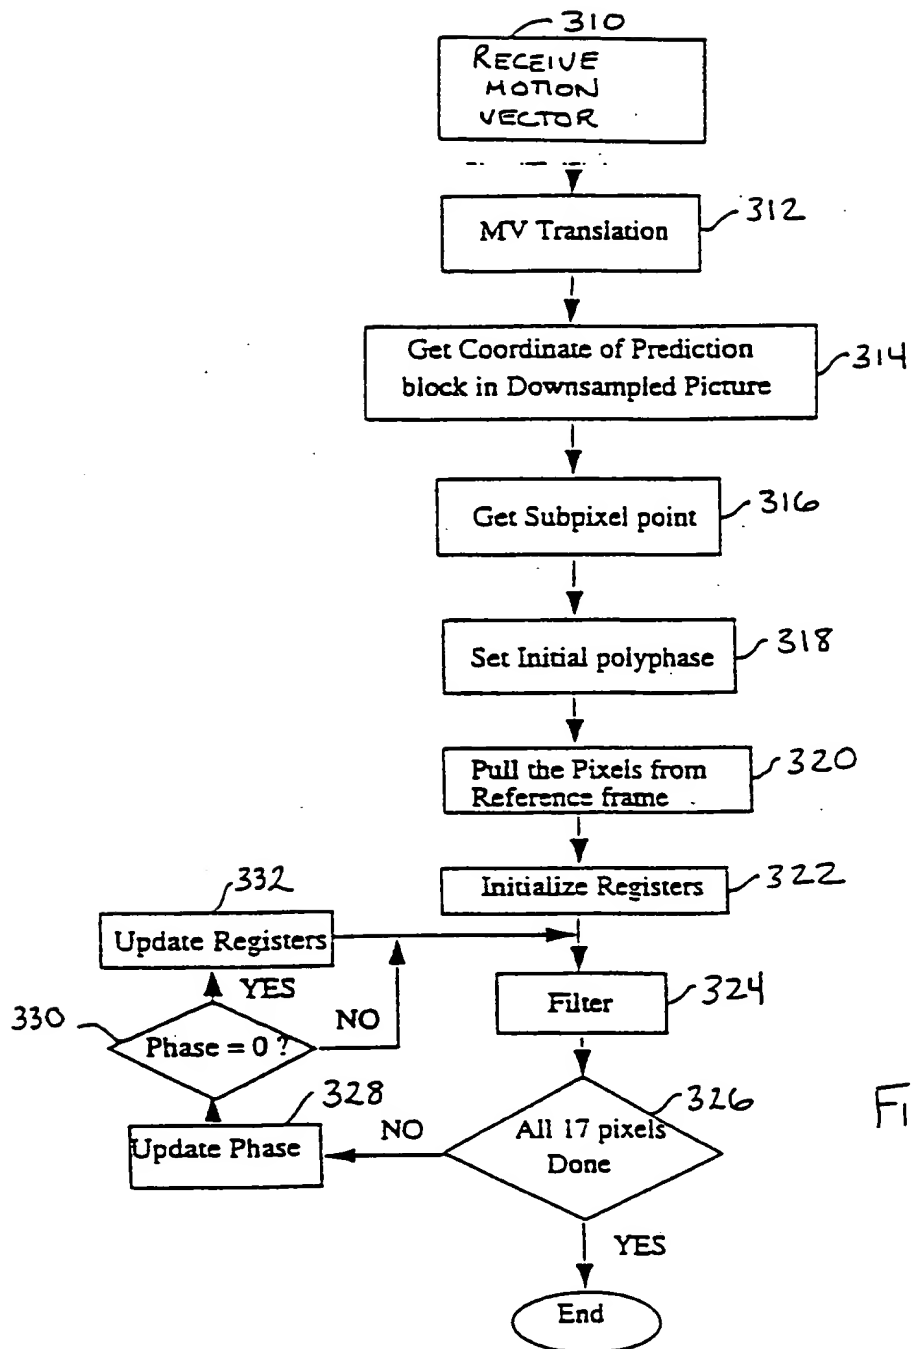 310
RECEIVE
MOTION
VECTOR
MV Translation
312
Get Coordinate of Prediction
block in Downsampled Picture
314
Get Subpixel point
316
Set Initial polyphase
318
Pull the Pixels from
Reference frame
320
Initialize Registers
322
332
Update Registers
YES
NO
330
Phase = 0 ?
Filter
324
328
Update Phase
NO
326
All 17 pixels
Done
YES
End
FI